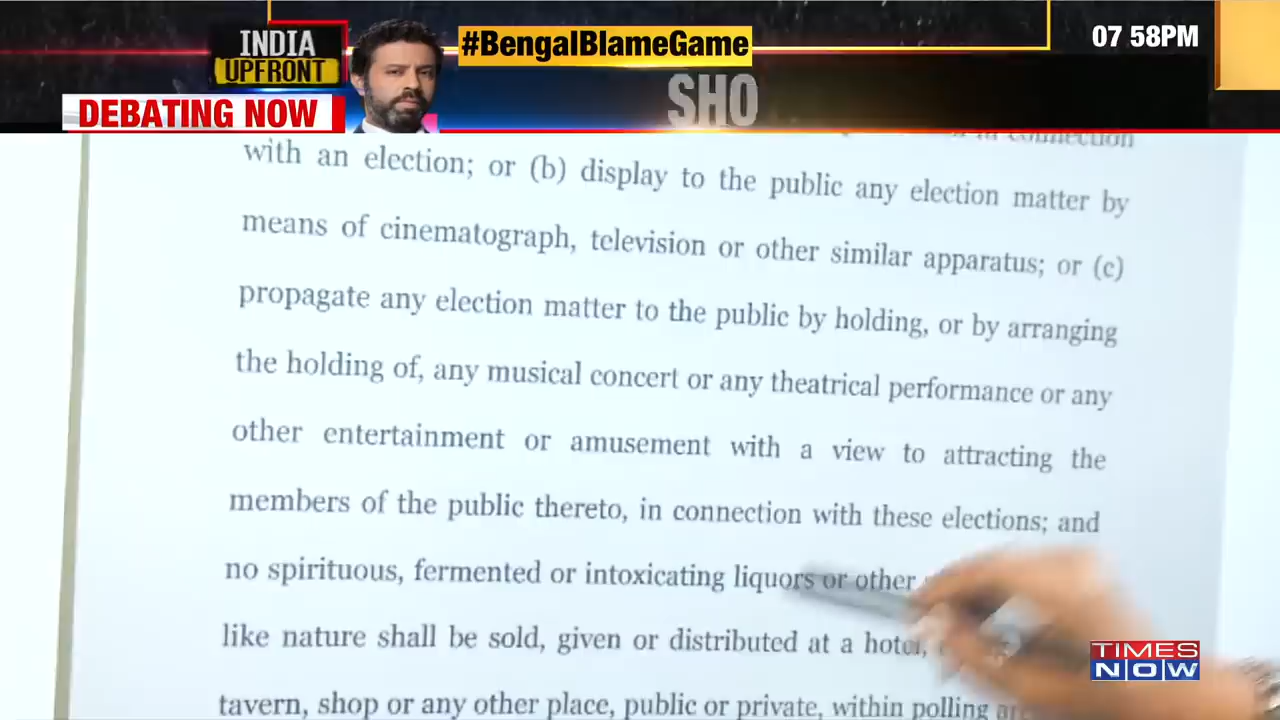 INDIA
UPFRONT
#BengalBlameGame
07 58PM
SHO
DEBATING NOW
in connection
with an election; or (b) display to the public any election matter by
means of cinematograph, television or other similar apparatus; or (c)
propagate any election matter to the public by holding, or by arranging
the holding of, any musical concert or any theatrical performance or any
other entertainment or amusement with a view to attracting the
members of the public thereto, in connection with these elections; and
no spirituous, fermented or intoxicating liquors or other
like nature shall be sold, given or distributed at a hotel,
tavern, shop or any other place, public or private, within polling
TIMES
NOW